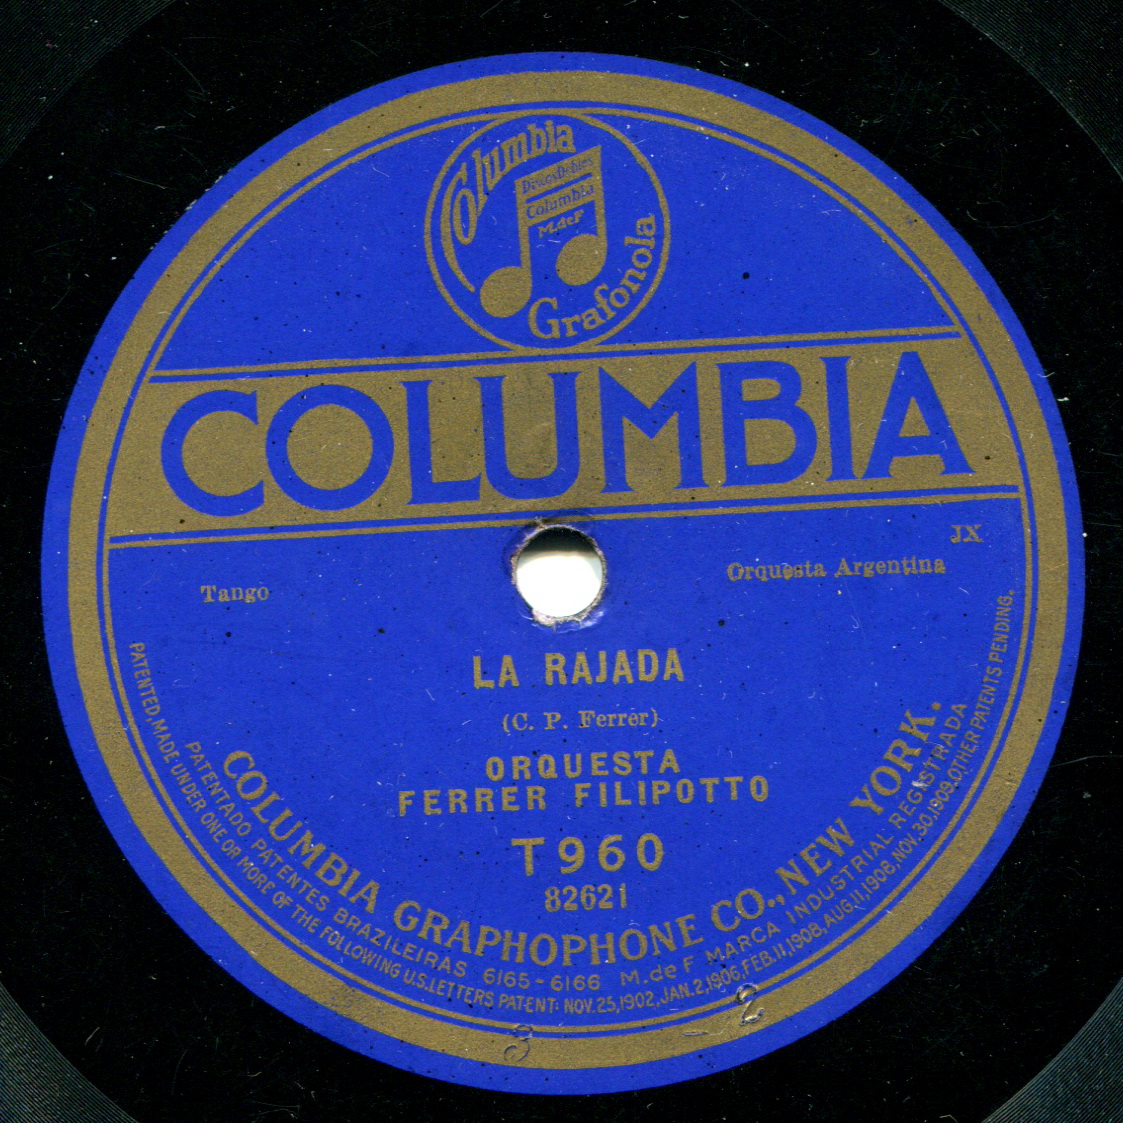 Columbia
Discos Dobles
Columbia
M. de F
Grafonola
COLUMBIA
JX
Tango
Orquesta Argentina
LA RAJADA
(C. P. Ferrer)
ORQUESTA
FERRER FILIPOTTO
T960
82621
COLUMBIA GRAPHOPHONE CO., NEW YORK.
PATENTADO PATENTES BRAZILEIRAS 6165-6166 M. de F MARCA INDUSTRIAL REGISTRADA
PATENTED, MADE UNDER ONE OR MORE OF THE FOLLOWING U.S. LETTERS PATENT: NOV. 25, 1902, JAN. 2, 1906, FEB. 11, 1908, AUG. 11, 1908, NOV. 30, 1909. OTHER PATENTS PENDING.
3 – 2